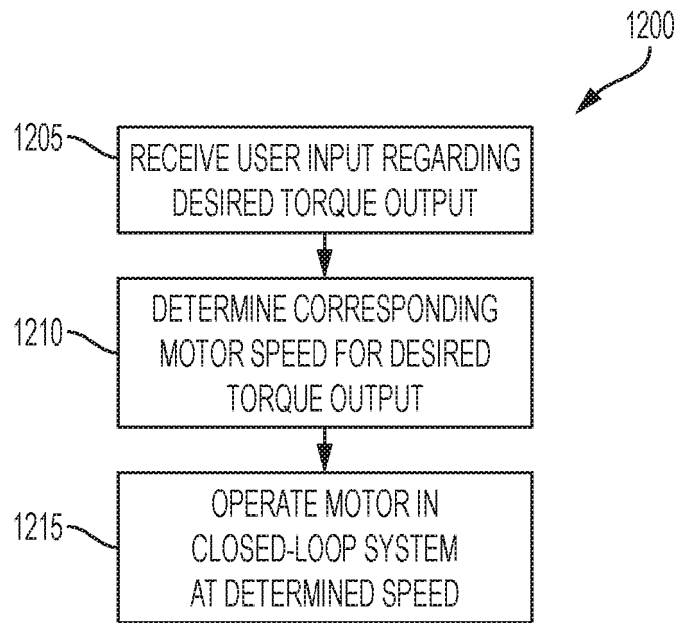 1200
1205
RECEIVE USER INPUT REGARDING
DESIRED TORQUE OUTPUT
1210
DETERMINE CORRESPONDING
MOTOR SPEED FOR DESIRED
TORQUE OUTPUT
1215
OPERATE MOTOR IN
CLOSED-LOOP SYSTEM
AT DETERMINED SPEED